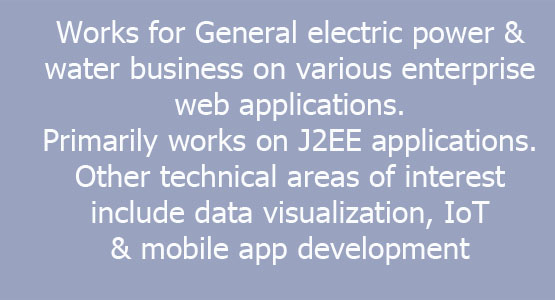 Works for General electric power &
water business on various enterprise
web applications.
Primarily works on J2EE applications.
Other technical areas of interest
include data visualization, IoT
& mobile app development